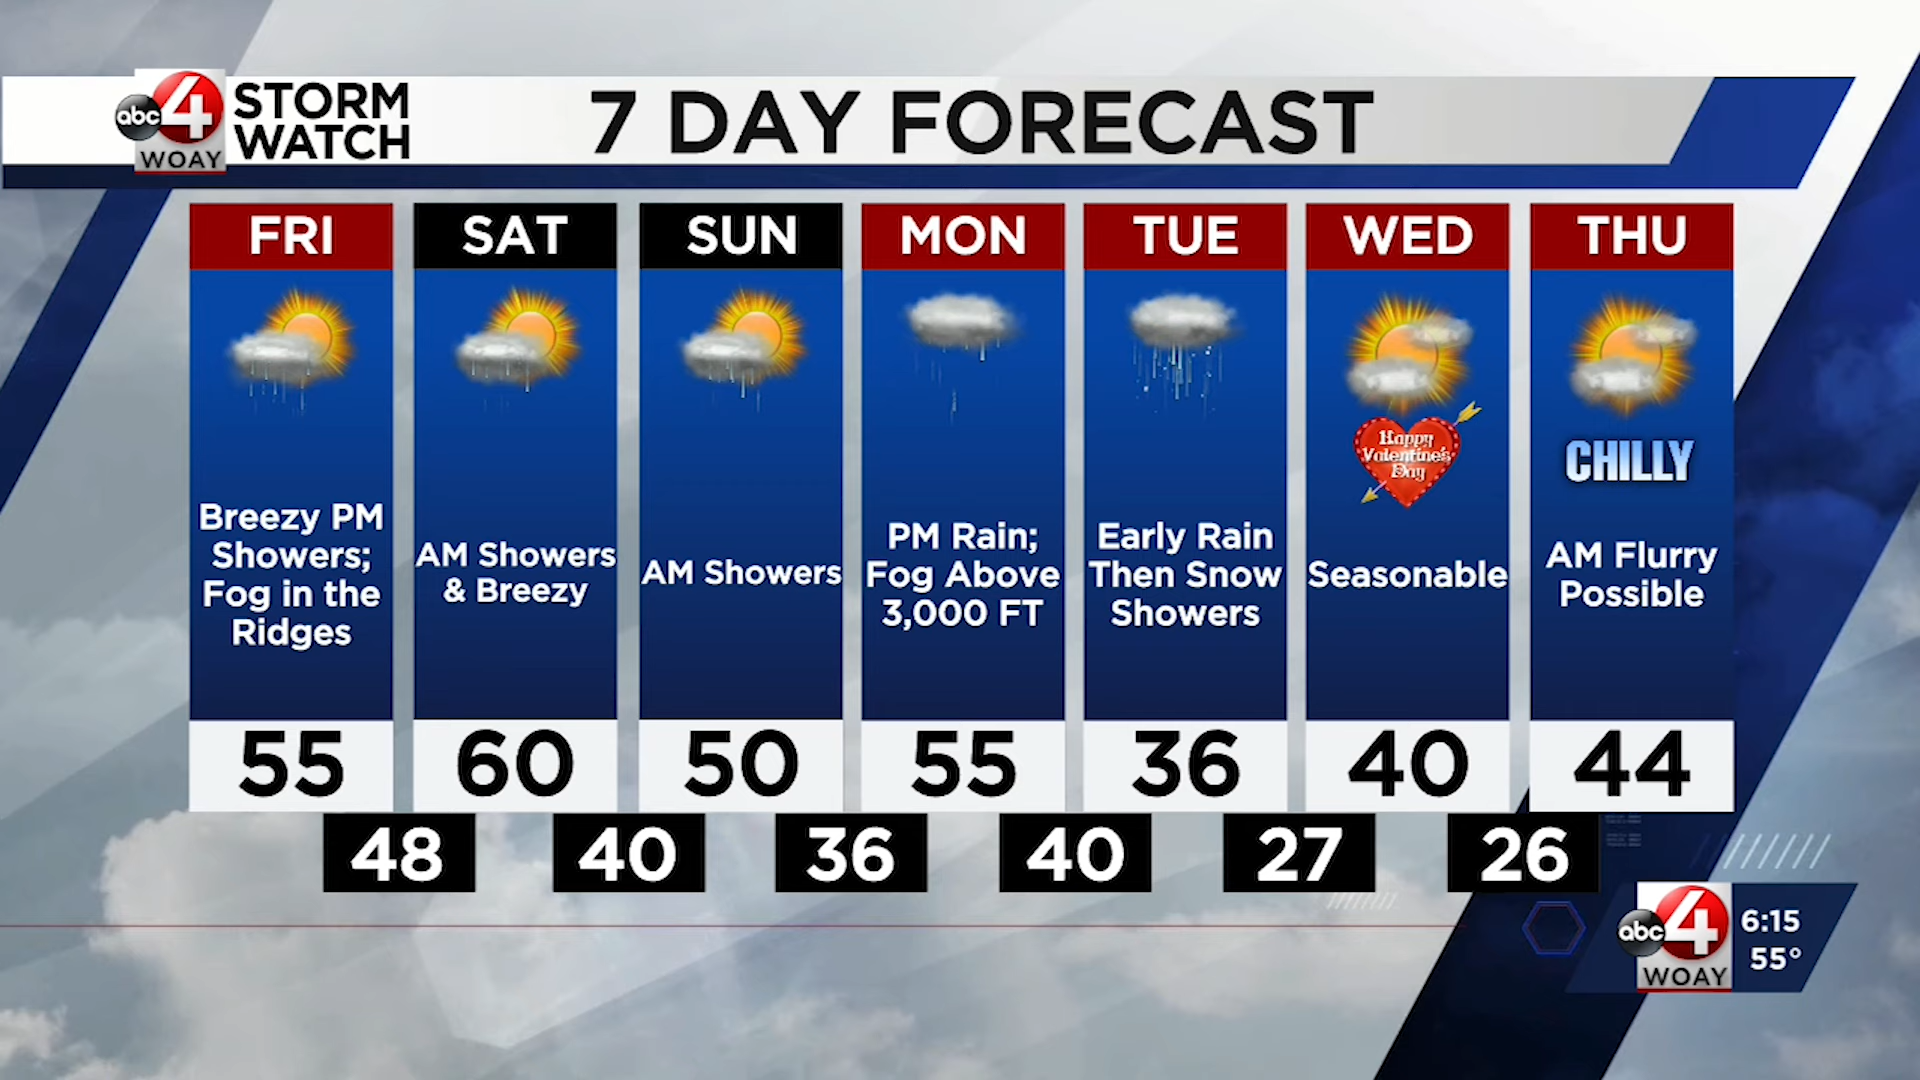 abc 4 WOAY
STORM
WATCH
7 DAY FORECAST
FRI
Breezy PM
Showers;
Fog in the
Ridges
55
SAT
AM Showers
& Breezy
60
SUN
AM Showers
50
MON
PM Rain;
Fog Above
3,000 FT
55
TUE
Early Rain
Then Snow
Showers
36
WED
Happy
Valentine's
Day
Seasonable
40
THU
CHILLY
AM Flurry
Possible
44
48
40
36
40
27
26
abc 4 WOAY
6:15
55°